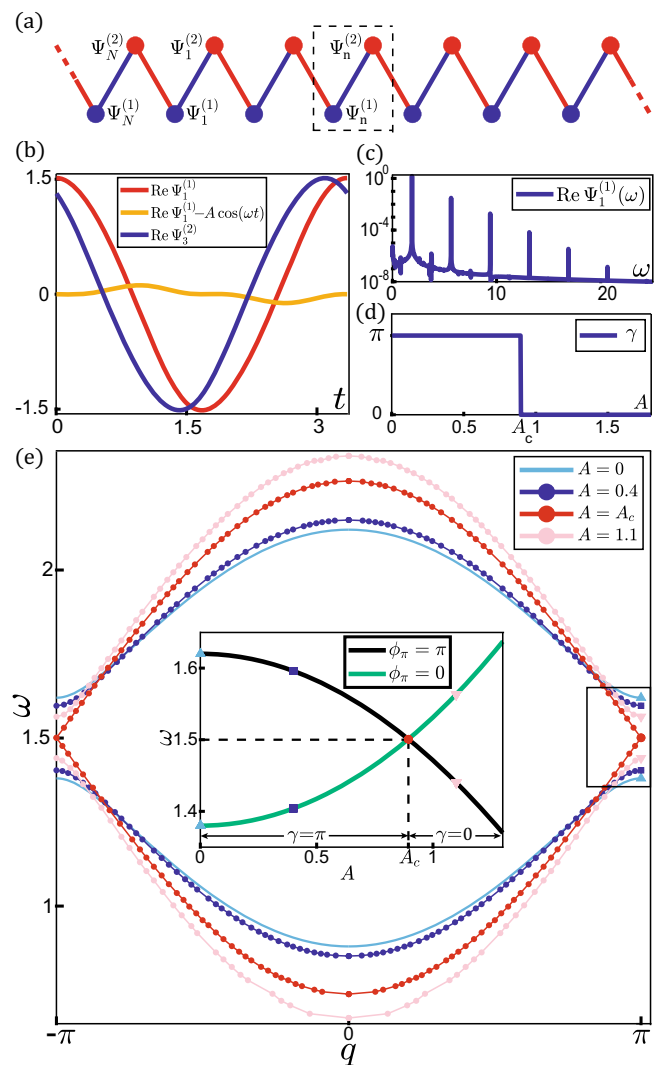 (a)
Ψ_N^(2) Ψ_1^(2) Ψ_n^(2)
Ψ_N^(1) Ψ_1^(1) Ψ_n^(1)
(b)
1.5
0
-1.5
Re Ψ_1^(1)
Re Ψ_1^(1) − A cos(ωt)
Re Ψ_3^(2)
t
0 1.5 3
(c)
10^0
10^-4
10^-8
Re Ψ_1^(1)(ω)
ω
0 10 20
(d)
π
0
γ
A
0.5 A_c 1 1.5
(e)
A = 0
A = 0.4
A = A_c
A = 1.1
2
1.5
1
ω
ϕ_π = π
ϕ_π = 0
1.6
ω1.5
1.4
γ=π γ=0
0 0.5 A_c 1
A
-π 0 π
q